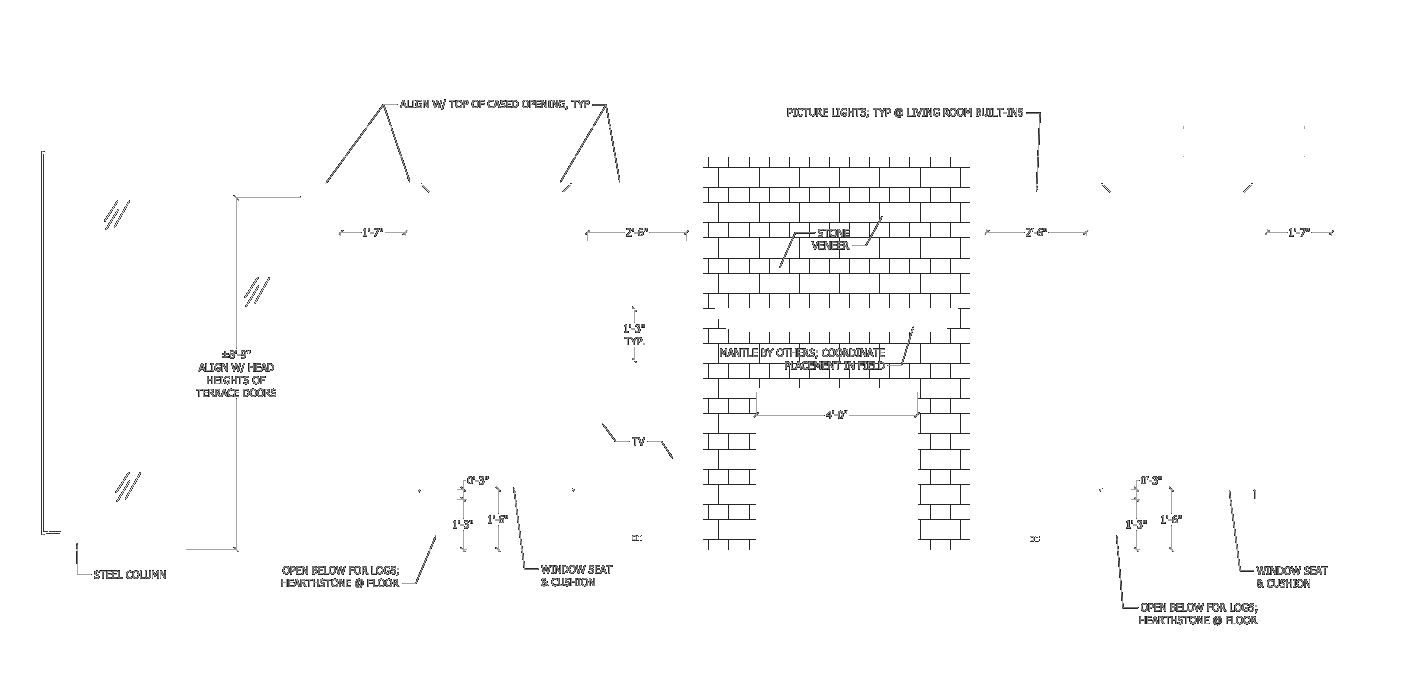 ALIGN W/ TOP OF CASED OPENING, TYP
PICTURE LIGHTS; TYP @ LIVING ROOM BUILT-INS
1'-7"
2'-6"
STONE
VENEER
2'-6"
1'-7"
1'-3"
TYP.
±8'-9"
ALIGN W/ HEAD
HEIGHTS OF
TERRACE DOORS
MANTLE BY OTHERS; COORDINATE
PLACEMENT IN FIELD
4'-0"
TV
0'-3"
1'-3"
1'-6"
0'-3"
1'-3"
1'-6"
STEEL COLUMN
OPEN BELOW FOR LOGS;
HEARTHSTONE @ FLOOR
WINDOW SEAT
& CUSHION
WINDOW SEAT
& CUSHION
OPEN BELOW FOR LOGS;
HEARTHSTONE @ FLOOR